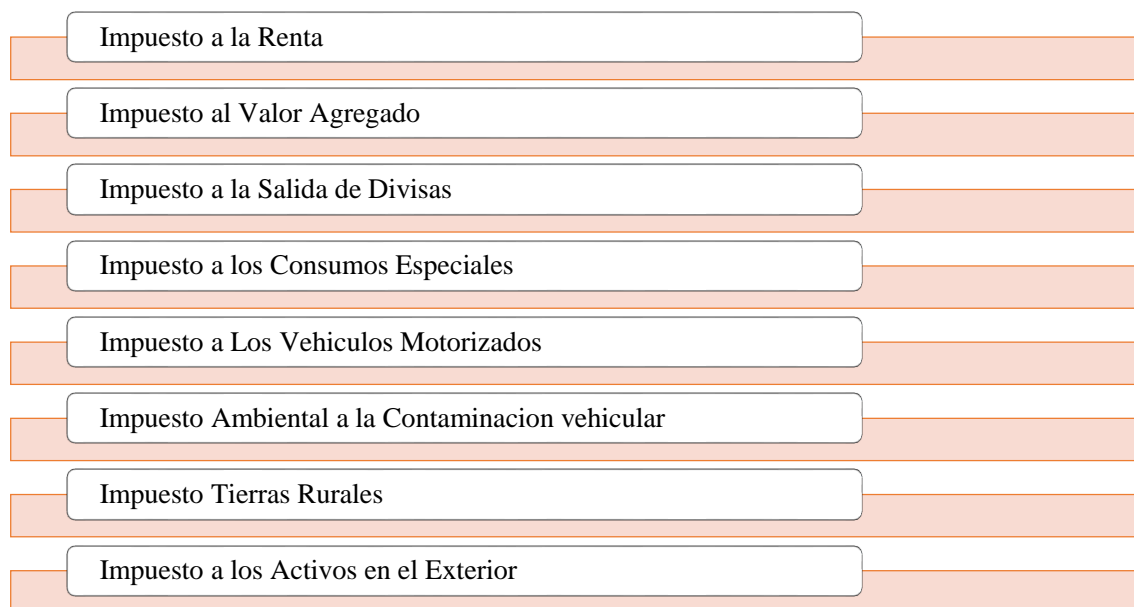 Impuesto a la Renta
Impuesto al Valor Agregado
Impuesto a la Salida de Divisas
Impuesto a los Consumos Especiales
Impuesto a Los Vehiculos Motorizados
Impuesto Ambiental a la Contaminacion vehicular
Impuesto Tierras Rurales
Impuesto a los Activos en el Exterior